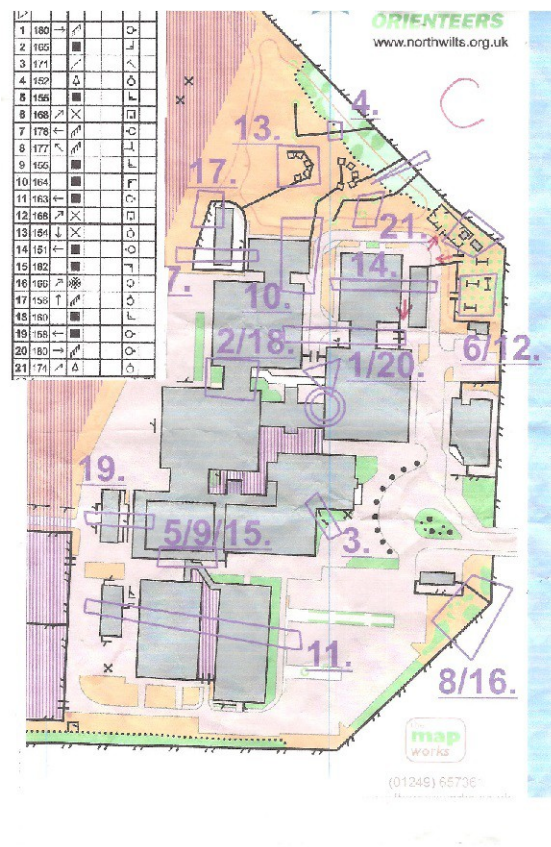 ORIENTEERS
www.northwilts.org.uk
C
1 180 →
2 165
3 171
4 152
5 155
6 168 ↗
7 178 ←
8 177 ↖
9 155
10 164
11 163 ←
12 168 ↗
13 154 ↓
14 151 ←
15 182
16 166 ↗
17 156 ↑
18 160
19 158 ←
20 180 →
21 174 ↗
4.
13.
17.
21.
7.
14.
10.
2/18.
1/20.
6/12.
19.
5/9/15.
3.
11.
8/16.
map
works
(01249) 65736